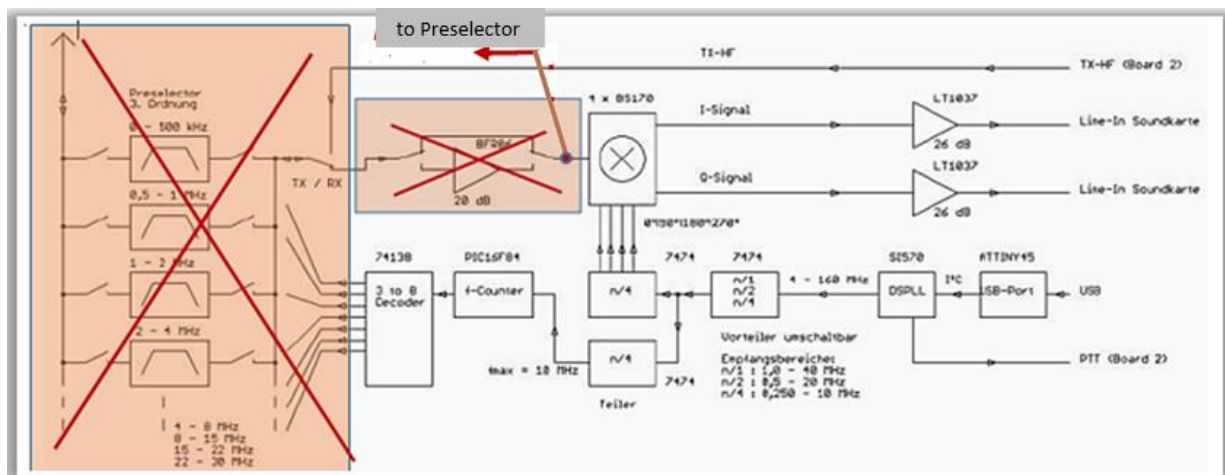 to Preselector
TX-HF
TX-HF (Board 2)
Preselector
3. Ordnung
0 - 500 kHz
4 x BS170
I-Signal
LT1037
Line-In Soundkarte
26 dB
TX / RX
20 dB
0,5 - 1 MHz
Q-Signal
LT1037
Line-In Soundkarte
26 dB
0°90°180°270°
1 - 2 MHz
74138
3 to 8
Decoder
PIC16F84
f-Counter
7474
n/4
7474
n/1
n/2
n/4
4 - 160 MHz
SI570
DSPLL
I²C
ATTINY45
USB-Port
USB
2 - 4 MHz
fmax = 10 MHz
n/4
7474
Teiler
Vorteiler umschaltbar
Empfangsbereiche:
n/1 : 1,0 - 40 MHz
n/2 : 0,5 - 20 MHz
n/4 : 0,250 - 10 MHz
PTT (Board 2)
4 - 8 MHz
8 - 15 MHz
15 - 22 MHz
22 - 30 MHz